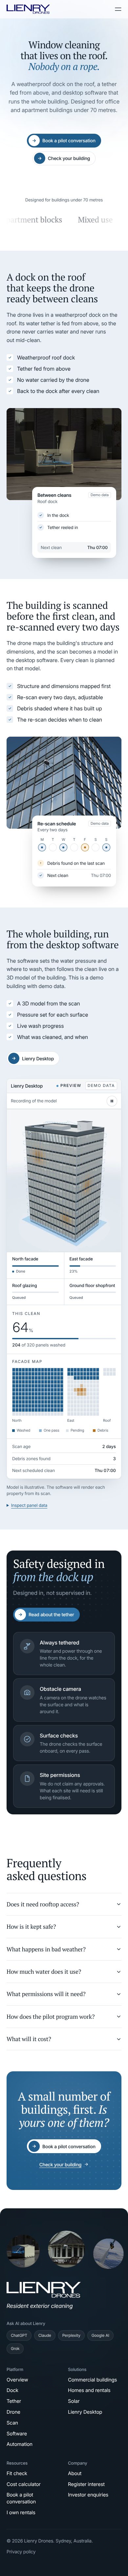 LIENRY
DRONES
Window cleaning
that lives on the roof.
Nobody on a rope.
A waterproof dock on the roof, a tether
from above, and desktop software that
runs the whole building. Designed for office
and apartment buildings under 70 metres.
Book a pilot conversation
Check your building
Designed for buildings under 70 metres
rtment blocks Mixed use
A dock on the roof
that keeps the drone
ready between cleans
The drone lives in a weatherproof dock on the
roof. Its water tether is fed from above, so the
drone only carries water and never runs
out mid-clean.
Weatherproof roof dock
Tether fed from above
No water carried by the drone
Back to the dock after every clean
Between cleans
Demo data
Roof dock
In the dock
Tether reeled in
Next clean Thu 07:00
The building is scanned
before the first clean, and
re-scanned every two days
The drone maps the building's structure and
dimensions, and the scan becomes a model in
the desktop software. Every clean is planned
on that model.
Structure and dimensions mapped first
Re-scan every two days, adjustable
Debris shaded where it has built up
The re-scan decides when to clean
Re-scan schedule
Demo data
Every two days
M T W T F S S
Debris found on the last scan
Next clean Thu 07:00
The whole building, run
from the desktop software
The software sets the water pressure and
where to wash, then follows the clean live on a
3D model of the building. This is a demo
building with demo data.
A 3D model from the scan
Pressure set for each surface
Live wash progress
What was cleaned, and when
Lienry Desktop
Lienry Desktop PREVIEW DEMO DATA
Recording of the model
North facade
East facade
Done
23%
Roof glazing
Ground floor shopfront
Queued
Queued
THIS CLEAN
64%
204 of 320 panels washed
FACADE MAP
North East Roof
Washed One pass Pending Debris
Scan age 2 days
Debris zones found 3
Next scheduled clean Thu 07:00
Model is illustrative. The software will render each
property from its scan.
Inspect panel data
Safety designed in
from the dock up
Designed in, not supervised in.
Read about the tether
Always tethered
Water and power through one
line from the dock, for the
whole clean.
Obstacle camera
A camera on the drone watches
the surface and what is
around it.
Surface checks
The drone checks the surface
onboard, on every pass.
Site permissions
We do not claim any approvals.
What each site will need is still
being finalised.
Frequently
asked questions
Does it need rooftop access?
How is it kept safe?
What happens in bad weather?
How much water does it use?
What permissions will it need?
How does the pilot program work?
What will it cost?
A small number of
buildings, first. Is
yours one of them?
Book a pilot conversation
Check your building
LIENRY
DRONES
Resident exterior cleaning
Ask AI about Lienry
ChatGPT
Claude
Perplexity
Google AI
Grok
Platform
Overview
Dock
Tether
Drone
Scan
Software
Automation
Solutions
Commercial buildings
Homes and rentals
Solar
Lienry Desktop
Resources
Fit check
Cost calculator
Book a pilot
conversation
I own rentals
Company
About
Register interest
Investor enquiries
© 2026 Lienry Drones. Sydney, Australia.
Privacy policy